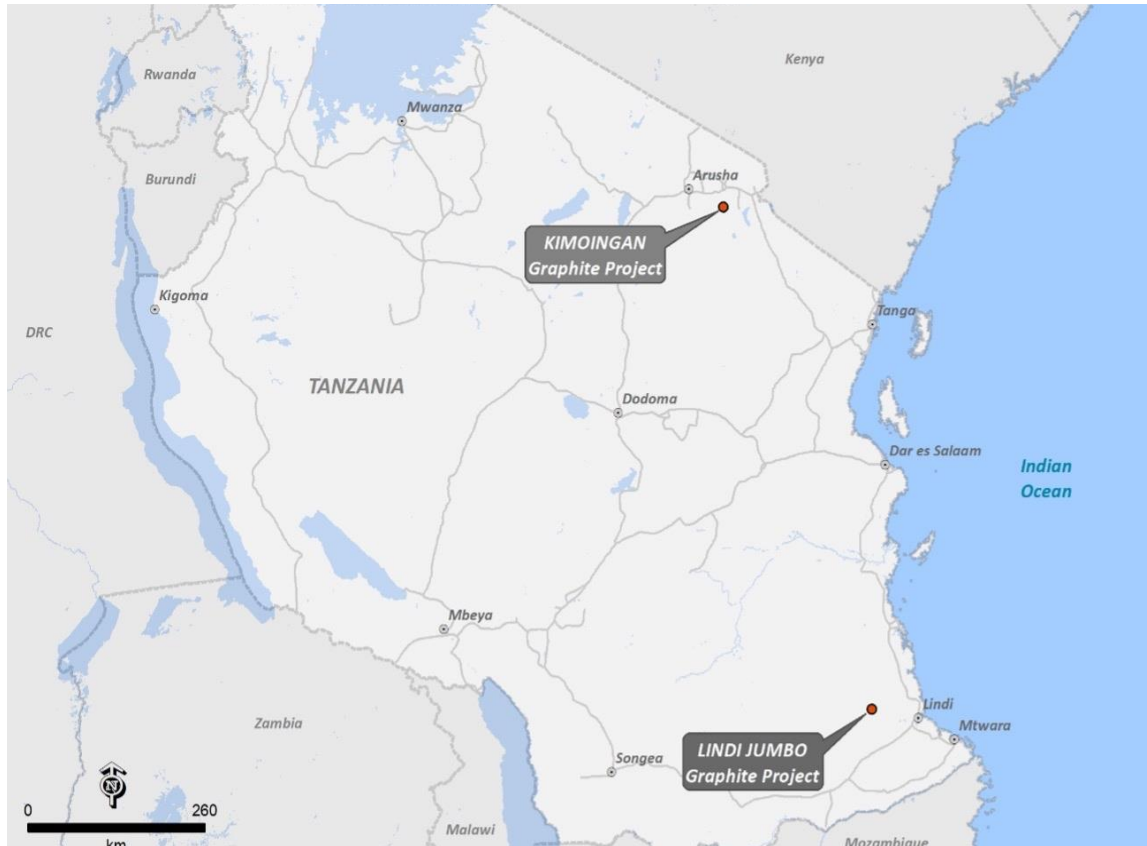 Kenya
Rwanda
Mwanza
Burundi
Arusha
KIMOINGAN
Graphite Project
Kigoma
Tanga
DRC
TANZANIA
Dodoma
Dar es Salaam
Indian
Ocean
Mbeya
Lindi
Zambia
Mtwara
LINDI JUMBO
Graphite Project
Songea
N
0 260
km
Malawi
Mozambique